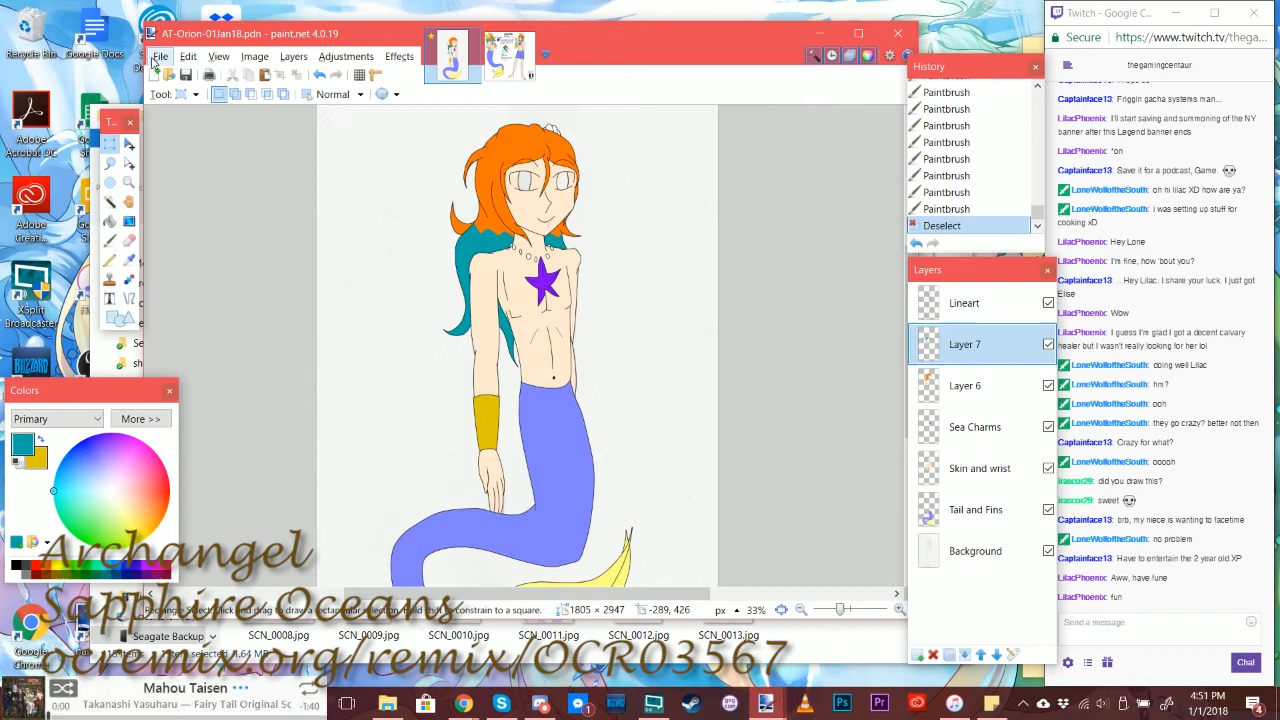 AT-Orion-01Jan18.pdn - paint.net 4.0.19
File Edit View Image Layers Adjustments Effects
Tool:
Normal
Recycle Bin
Google Docs
Adobe Acrobat DC
Adobe Creati...
XSplit Broadcaster
BLIZZARD
Google Chrome
T...
Colors
Primary
More >>
History
Paintbrush
Paintbrush
Paintbrush
Paintbrush
Paintbrush
Paintbrush
Paintbrush
Paintbrush
Deselect
Layers
Lineart
Layer 7
Layer 6
Sea Charms
Skin and wrist
Tail and Fins
Background
1805 × 2947
-289, 426
px
33%
Seagate Backup
SCN_0008.jpg
SCN_0009.jpg
SCN_0010.jpg
SCN_0011.jpg
SCN_0012.jpg
SCN_0013.jpg
Archangel
Sapphire Oceans
ocremix.org/remix/OCR03567
Mahou Taisen
Takanashi Yasuharu — Fairy Tail Original Sc
0:00
-1:40
Twitch - Google C...
Secure
https://www.twitch.tv/thega...
thegamingcentaur
Captainface13: Friggin gacha systems man...
LilacPhoenix: I'll start saving and summoning of the NY
banner after this Legend banner ends
LilacPhoenix: *on
Captainface13: Save it for a podcast, Game.
LoneWolfoftheSouth: oh hi lilac XD how are ya?
LoneWolfoftheSouth: i was setting up stuff for
cooking xD
LilacPhoenix: Hey Lone
LilacPhoenix: I'm fine, how 'bout you?
Captainface13: ...Hey Lilac. I share your luck. I just got
Elise
LilacPhoenix: Wow
LilacPhoenix: I guess I'm glad I got a decent calvary
healer but I wasn't really looking for her lol
LoneWolfoftheSouth: doing well Lilac
LoneWolfoftheSouth: hm?
LoneWolfoftheSouth: ooh
LoneWolfoftheSouth: they go crazy? better not then
Captainface13: Crazy for what?
LoneWolfoftheSouth: ooooh
irascor29: did you draw this?
irascor29: sweet
Captainface13: brb, my niece is wanting to facetime
LoneWolfoftheSouth: no problem
Captainface13: Have to entertain the 2 year old XP
LilacPhoenix: Aww, have fune
LilacPhoenix: fun
Send a message
Chat
4:51 PM
1/1/2018